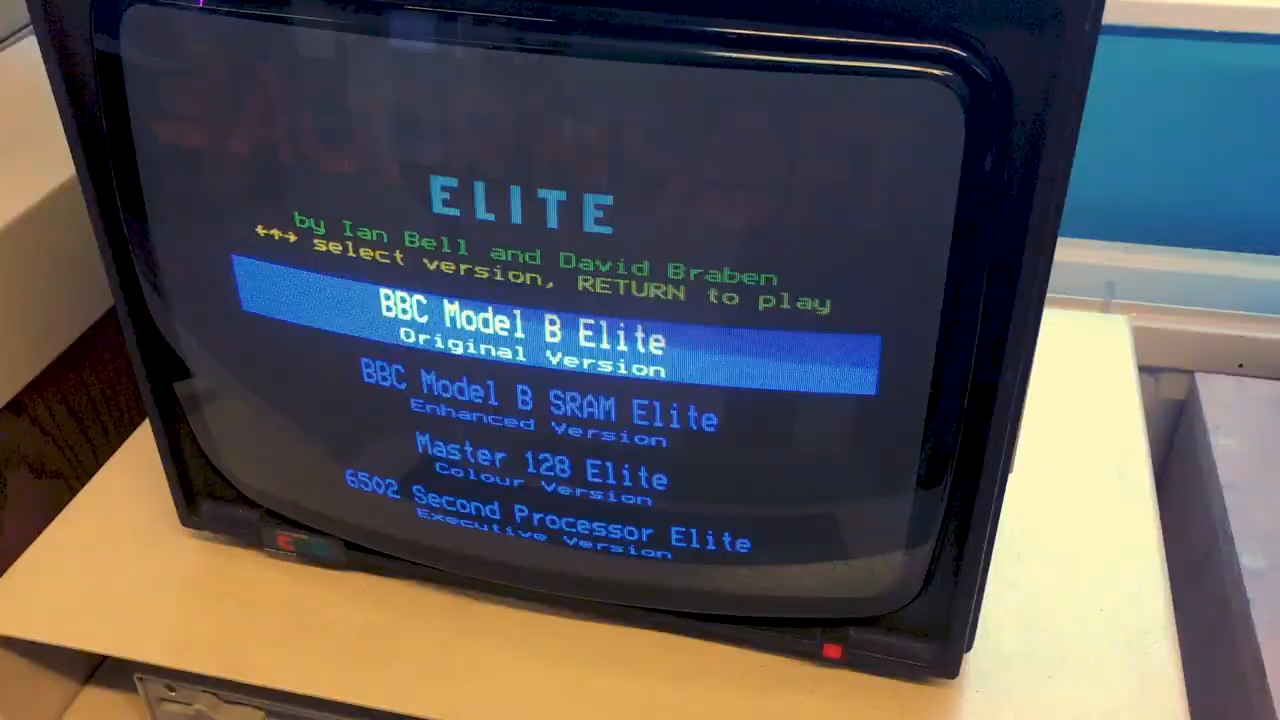 ELITE
by Ian Bell and David Braben
←↑→ select version, RETURN to play
BBC Model B Elite
Original Version
BBC Model B SRAM Elite
Enhanced Version
Master 128 Elite
Colour Version
6502 Second Processor Elite
Executive Version